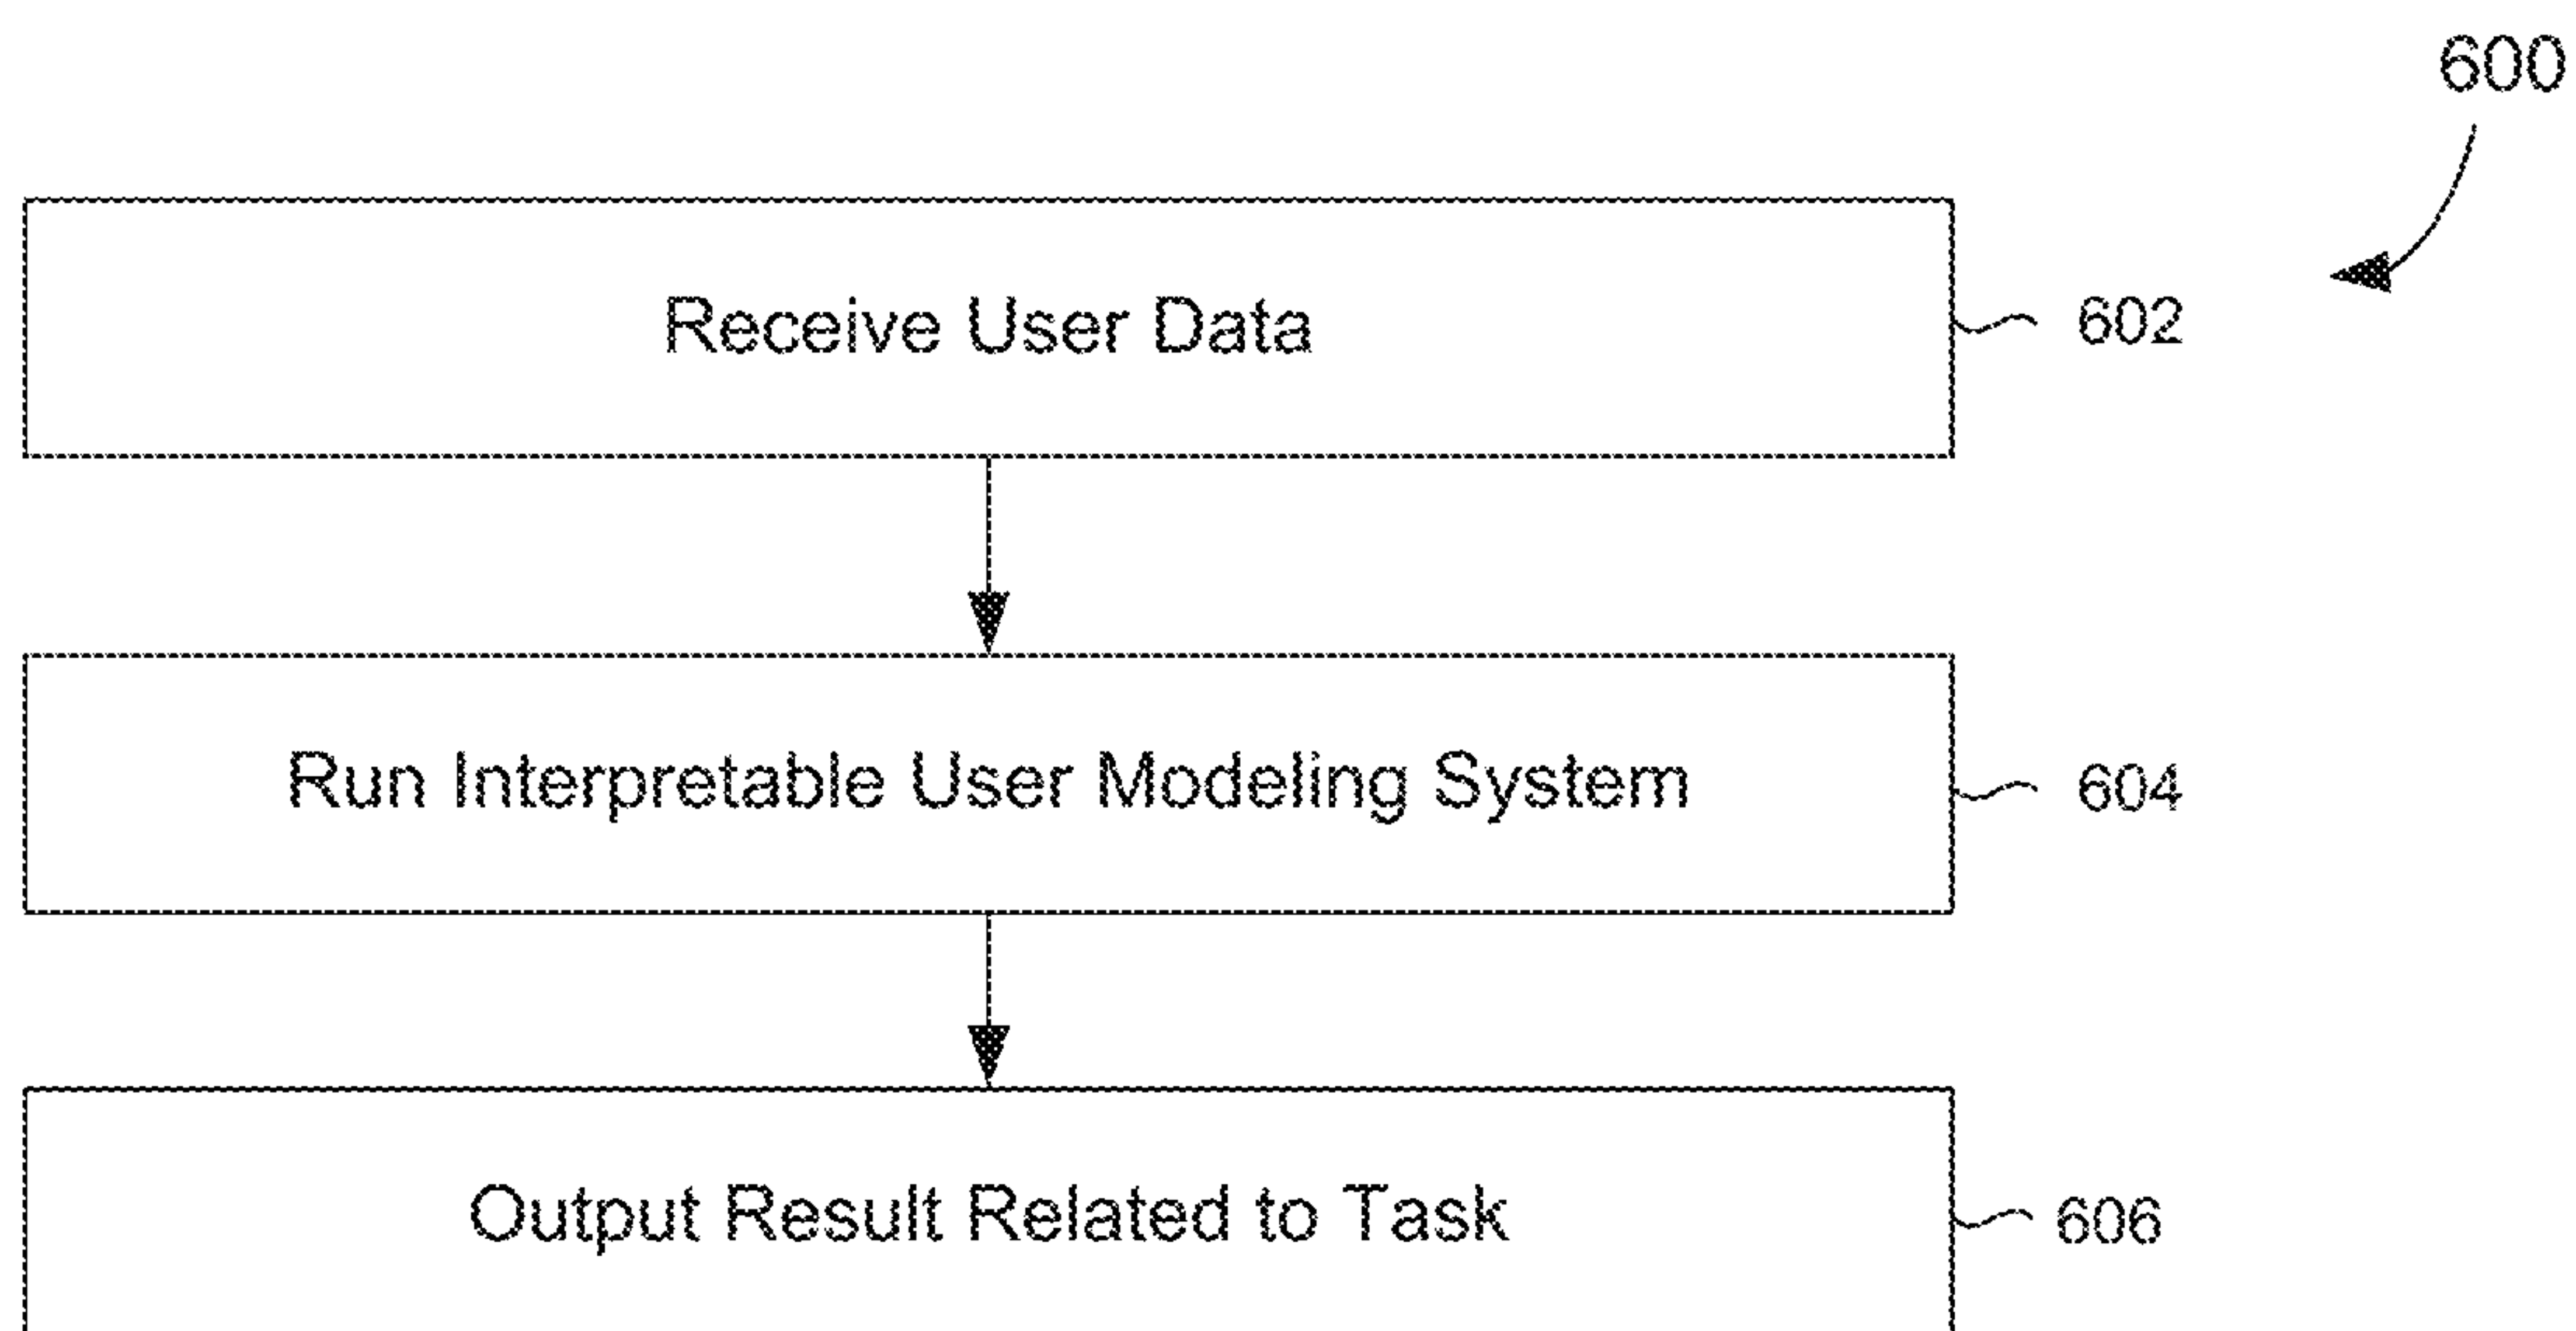 600
Receive User Data
602
Run Interpretable User Modeling System
604
Output Result Related to Task
606